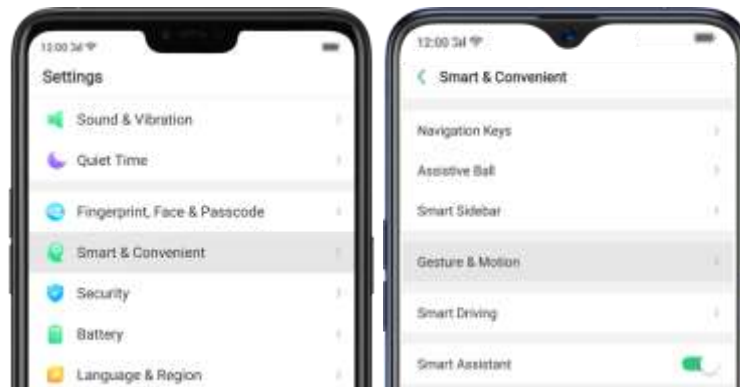 12:00
Settings
Sound & Vibration
Quiet Time
Fingerprint, Face & Passcode
Smart & Convenient
Security
Battery
Language & Region
12:00
Smart & Convenient
Navigation Keys
Assistive Ball
Smart Sidebar
Gesture & Motion
Smart Driving
Smart Assistant